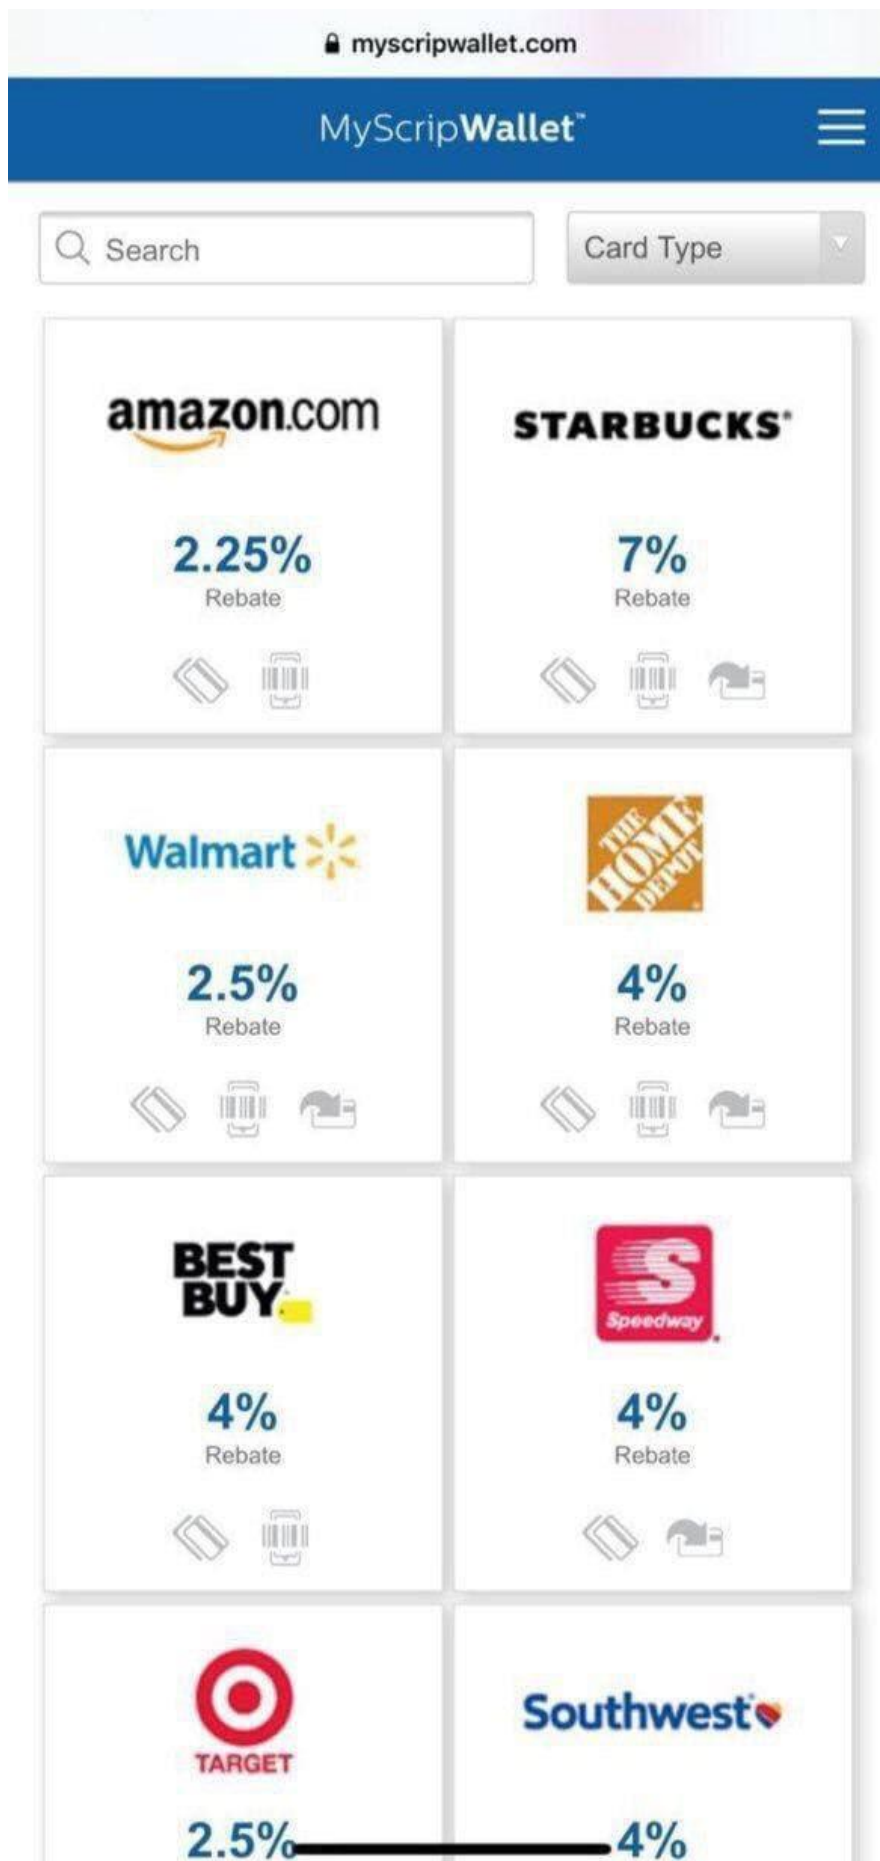 myscripwallet.com
MyScripWallet™
Search
Card Type
amazon.com
STARBUCKS®
2.25%
Rebate
7%
Rebate
Walmart
THE
HOME
DEPOT
2.5%
Rebate
4%
Rebate
BEST
BUY
S
Speedway
4%
Rebate
4%
Rebate
TARGET
Southwest
2.5%
4%